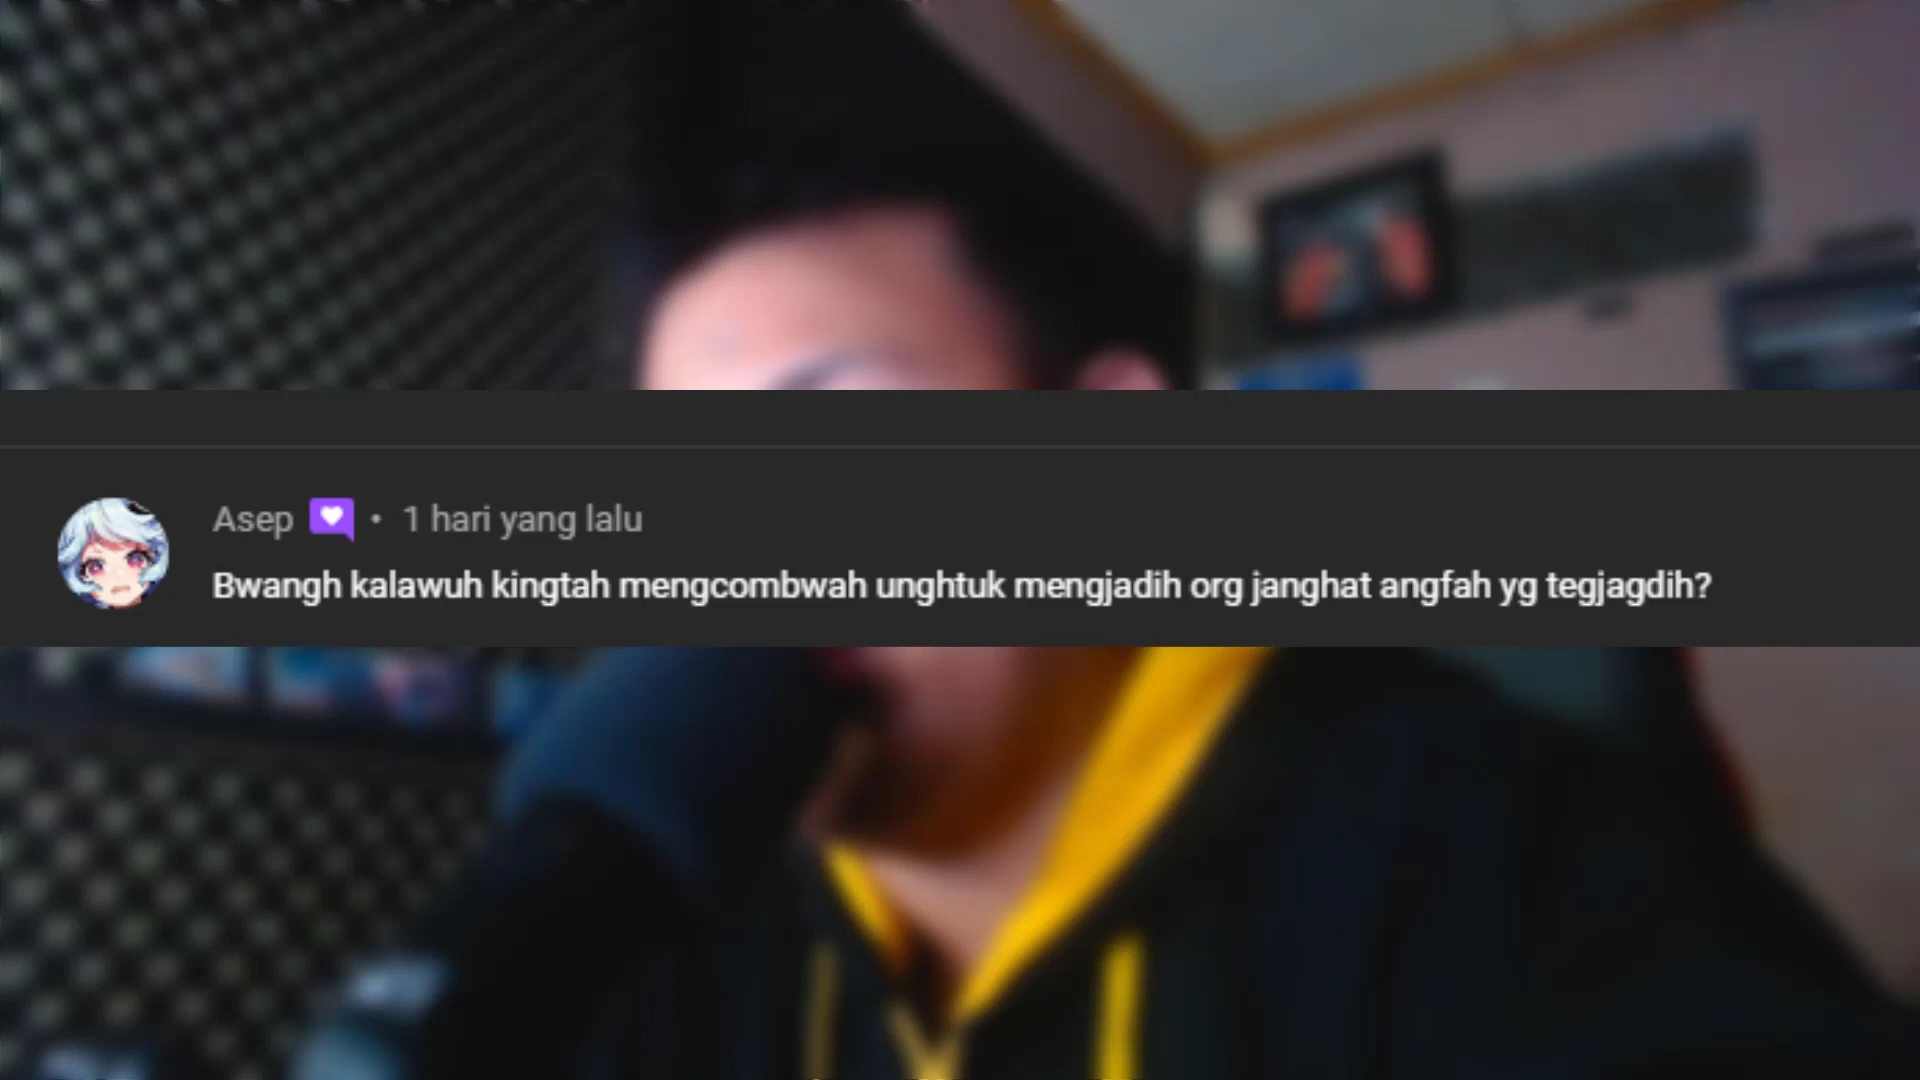 Asep • 1 hari yang lalu
Bwangh kalawuh kingtah mengcombwah unghtuk mengjadih org janghat angfah yg tegjagdih?